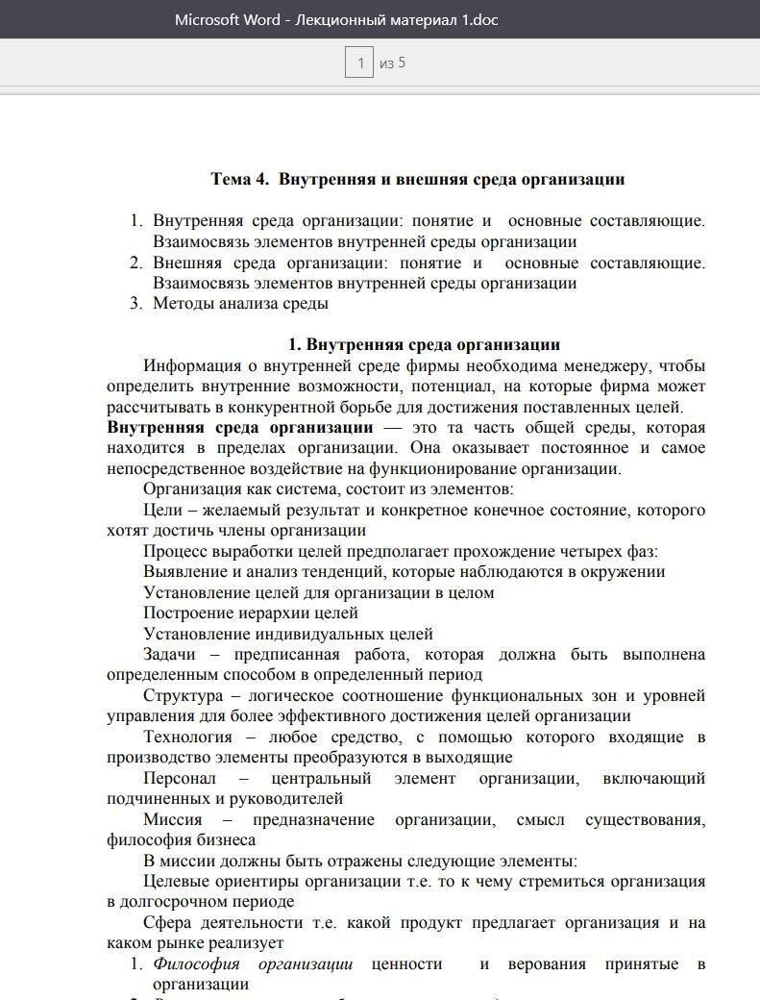 Microsoft Word - Лекционный материал 1.doc
1 из 5
Тема 4. Внутренняя и внешняя среда организации
1. Внутренняя среда организации: понятие и основные составляющие.
Взаимосвязь элементов внутренней среды организации
2. Внешняя среда организации: понятие и основные составляющие.
Взаимосвязь элементов внутренней среды организации
3. Методы анализа среды
1. Внутренняя среда организации
Информация о внутренней среде фирмы необходима менеджеру, чтобы
определить внутренние возможности, потенциал, на которые фирма может
рассчитывать в конкурентной борьбе для достижения поставленных целей.
Внутренняя среда организации — это та часть общей среды, которая
находится в пределах организации. Она оказывает постоянное и самое
непосредственное воздействие на функционирование организации.
Организация как система, состоит из элементов:
Цели – желаемый результат и конкретное конечное состояние, которого
хотят достичь члены организации
Процесс выработки целей предполагает прохождение четырех фаз:
Выявление и анализ тенденций, которые наблюдаются в окружении
Установление целей для организации в целом
Построение иерархии целей
Установление индивидуальных целей
Задачи – предписанная работа, которая должна быть выполнена
определенным способом в определенный период
Структура – логическое соотношение функциональных зон и уровней
управления для более эффективного достижения целей организации
Технология – любое средство, с помощью которого входящие в
производство элементы преобразуются в выходящие
Персонал – центральный элемент организации, включающий
подчиненных и руководителей
Миссия – предназначение организации, смысл существования,
философия бизнеса
В миссии должны быть отражены следующие элементы:
Целевые ориентиры организации т.е. то к чему стремиться организация
в долгосрочном периоде
Сфера деятельности т.е. какой продукт предлагает организация и на
каком рынке реализует
1. Философия организации ценности и верования принятые в
организации